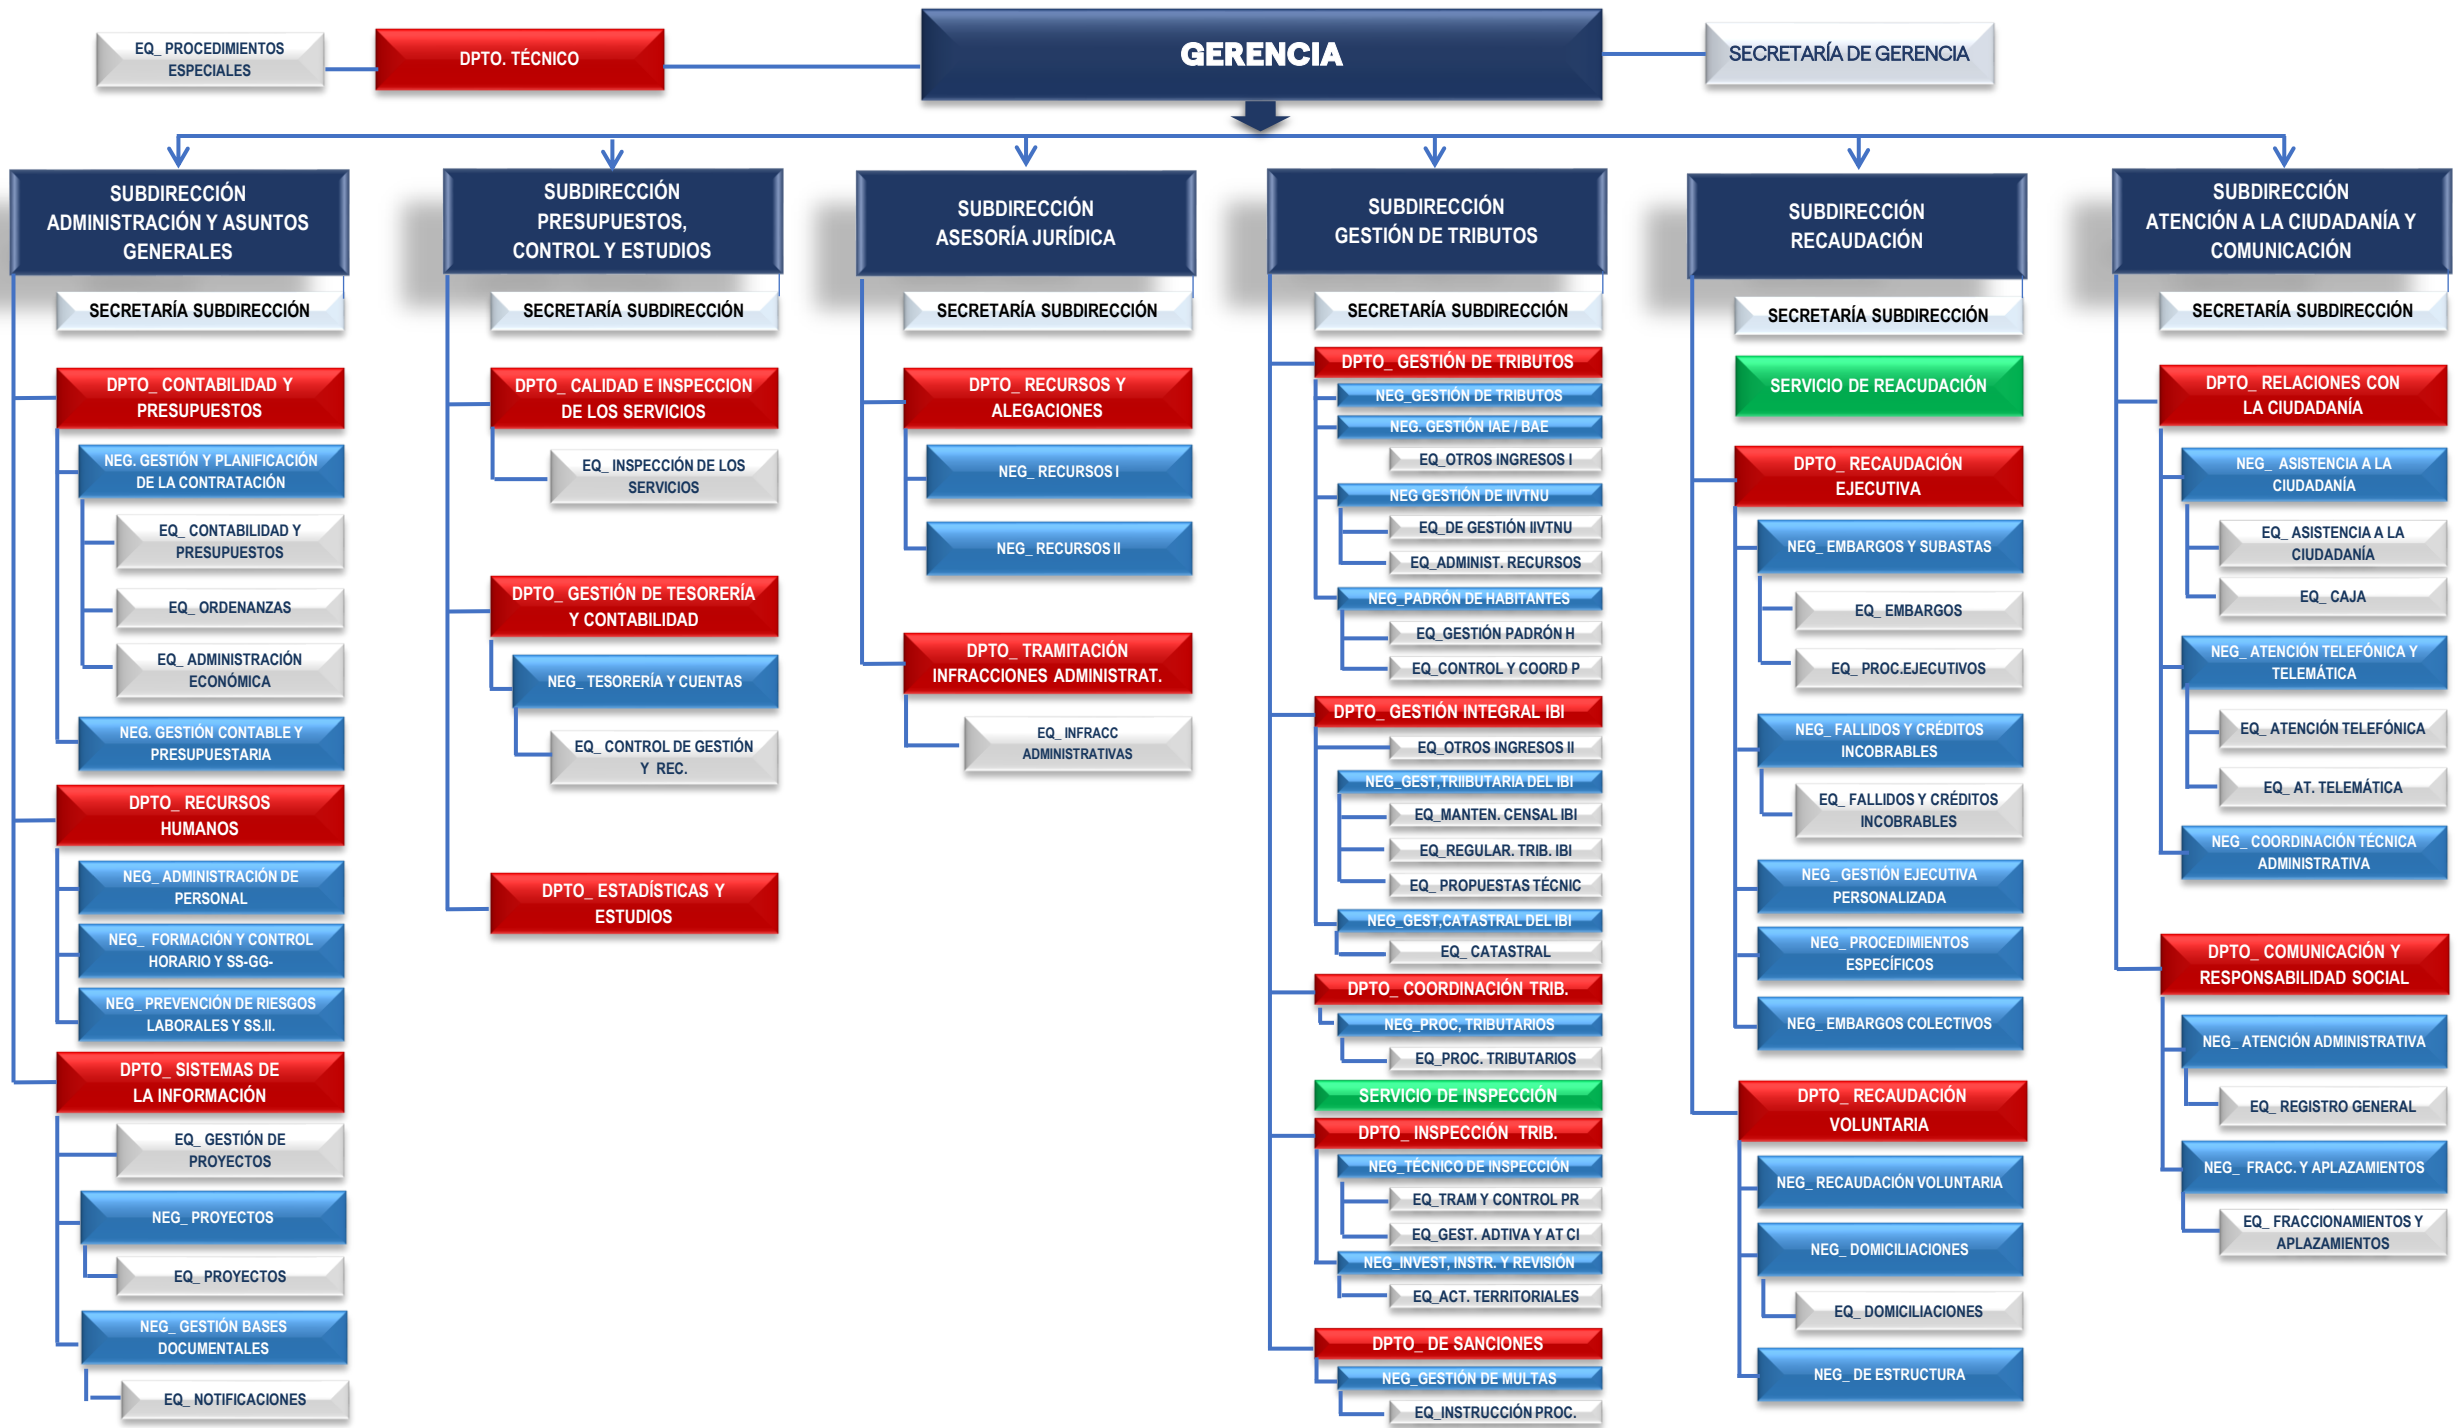 EQ_ PROCEDIMIENTOS
ESPECIALES
DPTO. TÉCNICO
GERENCIA
SECRETARÍA DE GERENCIA
SUBDIRECCIÓN
ADMINISTRACIÓN Y ASUNTOS
GENERALES
SECRETARÍA SUBDIRECCIÓN
DPTO_ CONTABILIDAD Y
PRESUPUESTOS
NEG. GESTIÓN Y PLANIFICACIÓN
DE LA CONTRATACIÓN
EQ_ CONTABILIDAD Y
PRESUPUESTOS
EQ_ ORDENANZAS
EQ_ ADMINISTRACIÓN
ECONÓMICA
NEG. GESTIÓN CONTABLE Y
PRESUPUESTARIA
DPTO_ RECURSOS
HUMANOS
NEG_ ADMINISTRACIÓN DE
PERSONAL
NEG_ FORMACIÓN Y CONTROL
HORARIO Y SS-GG-
NEG_ PREVENCIÓN DE RIESGOS
LABORALES Y SS.II.
DPTO_ SISTEMAS DE
LA INFORMACIÓN
EQ_ GESTIÓN DE
PROYECTOS
NEG_ PROYECTOS
EQ_ PROYECTOS
NEG_ GESTIÓN BASES
DOCUMENTALES
EQ_ NOTIFICACIONES
SUBDIRECCIÓN
PRESUPUESTOS,
CONTROL Y ESTUDIOS
SECRETARÍA SUBDIRECCIÓN
DPTO_ CALIDAD E INSPECCION
DE LOS SERVICIOS
EQ_ INSPECCIÓN DE LOS
SERVICIOS
DPTO_ GESTIÓN DE TESORERÍA
Y CONTABILIDAD
NEG_ TESORERÍA Y CUENTAS
EQ_ CONTROL DE GESTIÓN
Y REC.
DPTO_ ESTADÍSTICAS Y
ESTUDIOS
SUBDIRECCIÓN
ASESORÍA JURÍDICA
SECRETARÍA SUBDIRECCIÓN
DPTO_ RECURSOS Y
ALEGACIONES
NEG_ RECURSOS I
NEG_ RECURSOS II
DPTO_ TRAMITACIÓN
INFRACCIONES ADMINISTRAT.
EQ_ INFRACC
ADMINISTRATIVAS
SUBDIRECCIÓN
GESTIÓN DE TRIBUTOS
SECRETARÍA SUBDIRECCIÓN
DPTO_ GESTIÓN DE TRIBUTOS
NEG_GESTIÓN DE TRIBUTOS
NEG. GESTIÓN IAE / BAE
EQ_OTROS INGRESOS I
NEG GESTIÓN DE IIVTNU
EQ_DE GESTIÓN IIVTNU
EQ_ADMINIST. RECURSOS
NEG_PADRÓN DE HABITANTES
EQ_GESTIÓN PADRÓN H
EQ_CONTROL Y COORD P
DPTO_ GESTIÓN INTEGRAL IBI
EQ_OTROS INGRESOS II
NEG_GEST,TRIIBUTARIA DEL IBI
EQ_MANTEN. CENSAL IBI
EQ_REGULAR. TRIB. IBI
EQ_ PROPUESTAS TÉCNIC
NEG_GEST,CATASTRAL DEL IBI
EQ_ CATASTRAL
DPTO_ COORDINACIÓN TRIB.
NEG_PROC, TRIBUTARIOS
EQ_PROC. TRIBUTARIOS
SERVICIO DE INSPECCIÓN
DPTO_ INSPECCIÓN TRIB.
NEG_TÉCNICO DE INSPECCIÓN
EQ_TRAM Y CONTROL PR
EQ_GEST. ADTIVA Y AT CI
NEG_INVEST, INSTR. Y REVISIÓN
EQ_ACT. TERRITORIALES
DPTO_ DE SANCIONES
NEG_GESTIÓN DE MULTAS
EQ_INSTRUCCIÓN PROC.
SUBDIRECCIÓN
RECAUDACIÓN
SECRETARÍA SUBDIRECCIÓN
SERVICIO DE REACUDACIÓN
DPTO_ RECAUDACIÓN
EJECUTIVA
NEG_ EMBARGOS Y SUBASTAS
EQ_ EMBARGOS
EQ_ PROC.EJECUTIVOS
NEG_ FALLIDOS Y CRÉDITOS
INCOBRABLES
EQ_ FALLIDOS Y CRÉDITOS
INCOBRABLES
NEG_ GESTIÓN EJECUTIVA
PERSONALIZADA
NEG_ PROCEDIMIENTOS
ESPECÍFICOS
NEG_ EMBARGOS COLECTIVOS
DPTO_ RECAUDACIÓN
VOLUNTARIA
NEG_ RECAUDACIÓN VOLUNTARIA
NEG_ DOMICILIACIONES
EQ_ DOMICILIACIONES
NEG_ DE ESTRUCTURA
SUBDIRECCIÓN
ATENCIÓN A LA CIUDADANÍA Y
COMUNICACIÓN
SECRETARÍA SUBDIRECCIÓN
DPTO_ RELACIONES CON
LA CIUDADANÍA
NEG_ ASISTENCIA A LA
CIUDADANÍA
EQ_ ASISTENCIA A LA
CIUDADANÍA
EQ_ CAJA
NEG_ ATENCIÓN TELEFÓNICA Y
TELEMÁTICA
EQ_ ATENCIÓN TELEFÓNICA
EQ_ AT. TELEMÁTICA
NEG_ COORDINACIÓN TÉCNICA
ADMINISTRATIVA
DPTO_ COMUNICACIÓN Y
RESPONSABILIDAD SOCIAL
NEG_ ATENCIÓN ADMINISTRATIVA
EQ_ REGISTRO GENERAL
NEG_ FRACC. Y APLAZAMIENTOS
EQ_ FRACCIONAMIENTOS Y
APLAZAMIENTOS